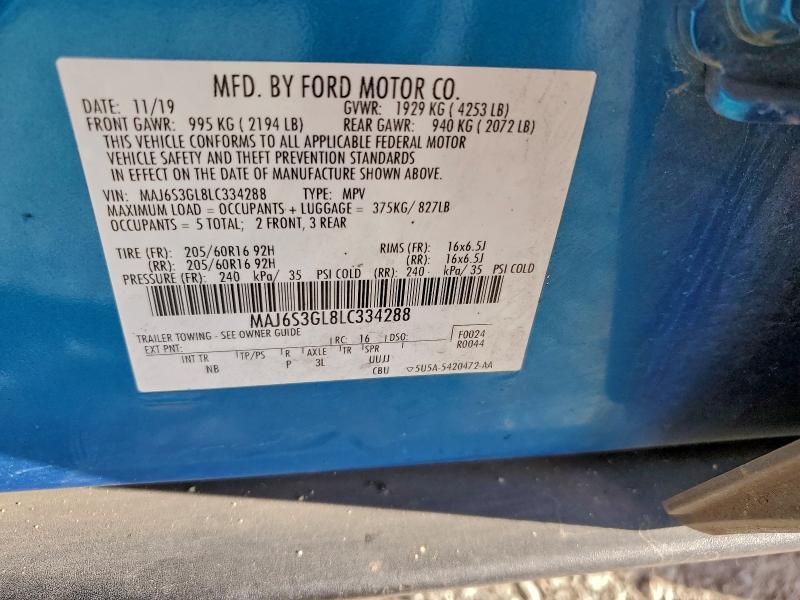 MFD. BY FORD MOTOR CO.
DATE: 11/19 GVWR: 1929 KG ( 4253 LB)
FRONT GAWR: 995 KG ( 2194 LB) REAR GAWR: 940 KG ( 2072 LB)
THIS VEHICLE CONFORMS TO ALL APPLICABLE FEDERAL MOTOR
VEHICLE SAFETY AND THEFT PREVENTION STANDARDS
IN EFFECT ON THE DATE OF MANUFACTURE SHOWN ABOVE.
VIN: MAJ6S3GL8LC334288 TYPE: MPV
MAXIMUM LOAD = OCCUPANTS + LUGGAGE = 375KG/ 827LB
OCCUPANTS = 5 TOTAL; 2 FRONT, 3 REAR
TIRE (FR): 205/60R16 92H RIMS (FR): 16x6.5J
(RR): 205/60R16 92H (RR): 16x6.5J
PRESSURE (FR): 240 kPa/ 35 PSI COLD (RR): 240 kPa/ 35 PSI COLD
MAJ6S3GL8LC334288
TRAILER TOWING - SEE OWNER GUIDE
EXT PNT: RC: 16 DSO: F0024
R0044
INT TR TP/PS R AXLE TR SPR
NB P 3L UUJJ
CBU 5U5A-5420472-AA